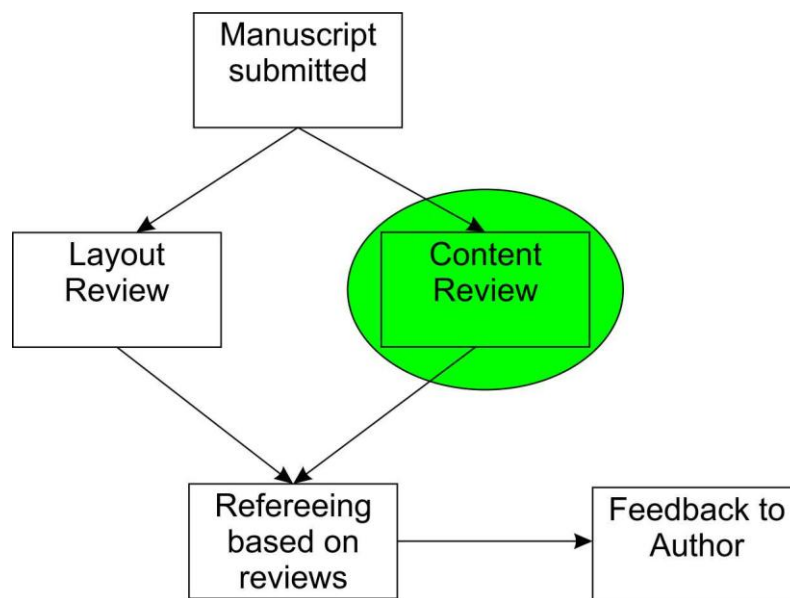 Manuscript
submitted
Layout
Review
Content
Review
Refereeing
based on
reviews
Feedback to
Author